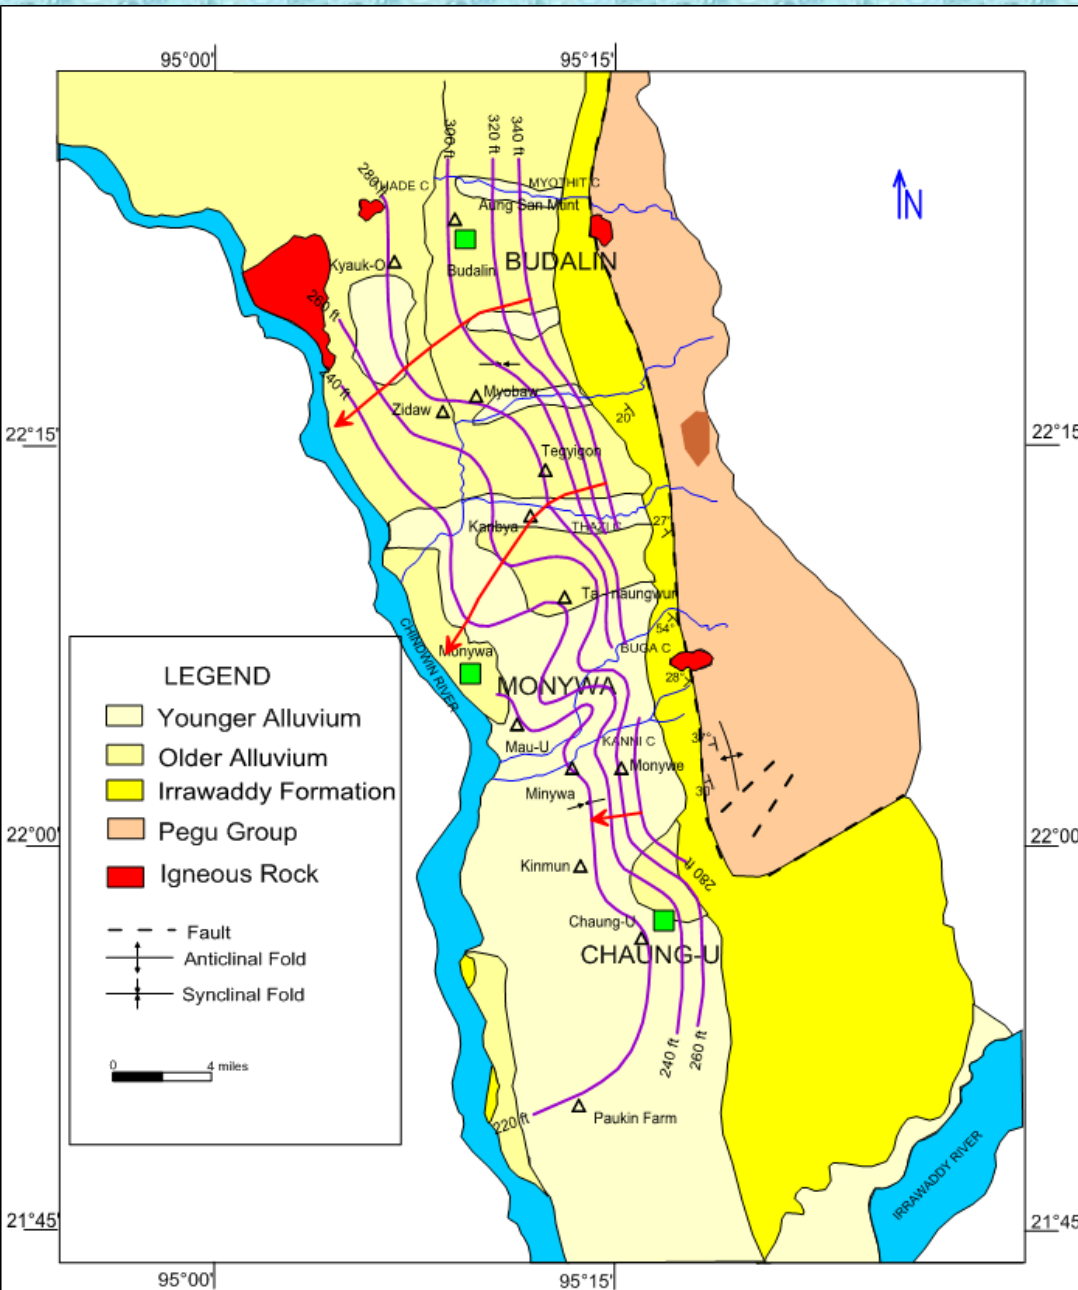 95°00'
95°15'
300 ft
320 ft
340 ft
280 ft
HADE C
MYOTHIT C
N
Aung San Mint
Kyauk-O
Budalin
BUDALIN
260 ft
240 ft
Myobaw
Zidaw
20
22°15'
22°15'
Tegyigon
Kanbya
THAZI C
27°
Ta - naungwun
54°
CHINDWIN RIVER
Monywa
BUGA C
28°
LEGEND
MONYWA
Younger Alluvium
Mau-U
KANNI C
37°
Older Alluvium
Monywe
Irrawaddy Formation
Minywa
30
Pegu Group
22°00'
22°00'
Igneous Rock
Kinmun
280 ft
Fault
Chaung-U
Anticlinal Fold
CHAUNG-U
Synclinal Fold
240 ft
260 ft
0
4 miles
220 ft
Paukin Farm
IRRAWADDY RIVER
21°45'
21°45'
95°00'
95°15'